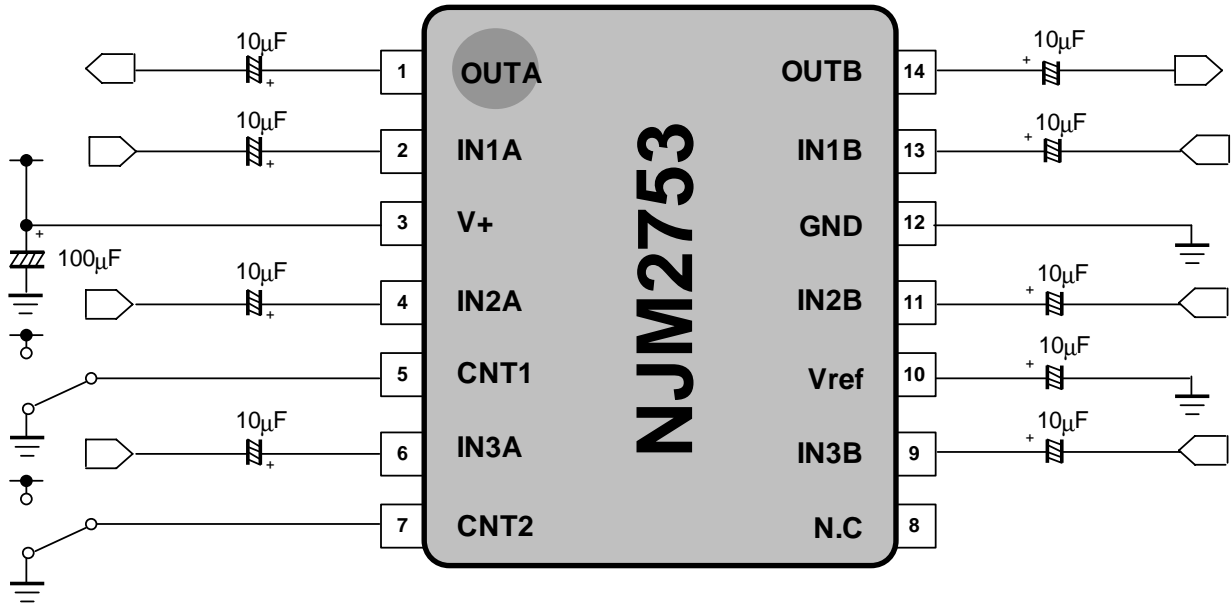 10µF 1 OUTA OUTB 14 + 10µF
+
10µF 2 IN1A IN1B 13 + 10µF
+
3 V+ GND 12
+
100µF
10µF 4 IN2A IN2B 11 + 10µF
+
5 CNT1 Vref 10 + 10µF
10µF 6 IN3A IN3B 9 + 10µF
+
7 CNT2 N.C 8
NJM2753